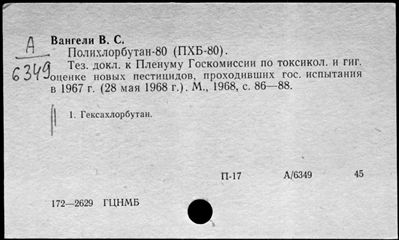 А
6349
Вангели В. С.
Полихлорбутан-80 (ПХБ-80).
Тез. докл. к Пленуму Госкомиссии по токсикол. и гиг.
оценке новых пестицидов, проходивших гос. испытания
в 1967 г. (28 мая 1968 г.). М., 1968, с. 86—88.
1. Гексахлорбутан.
П-17 А/6349 45
172—2629 ГЦНМБ